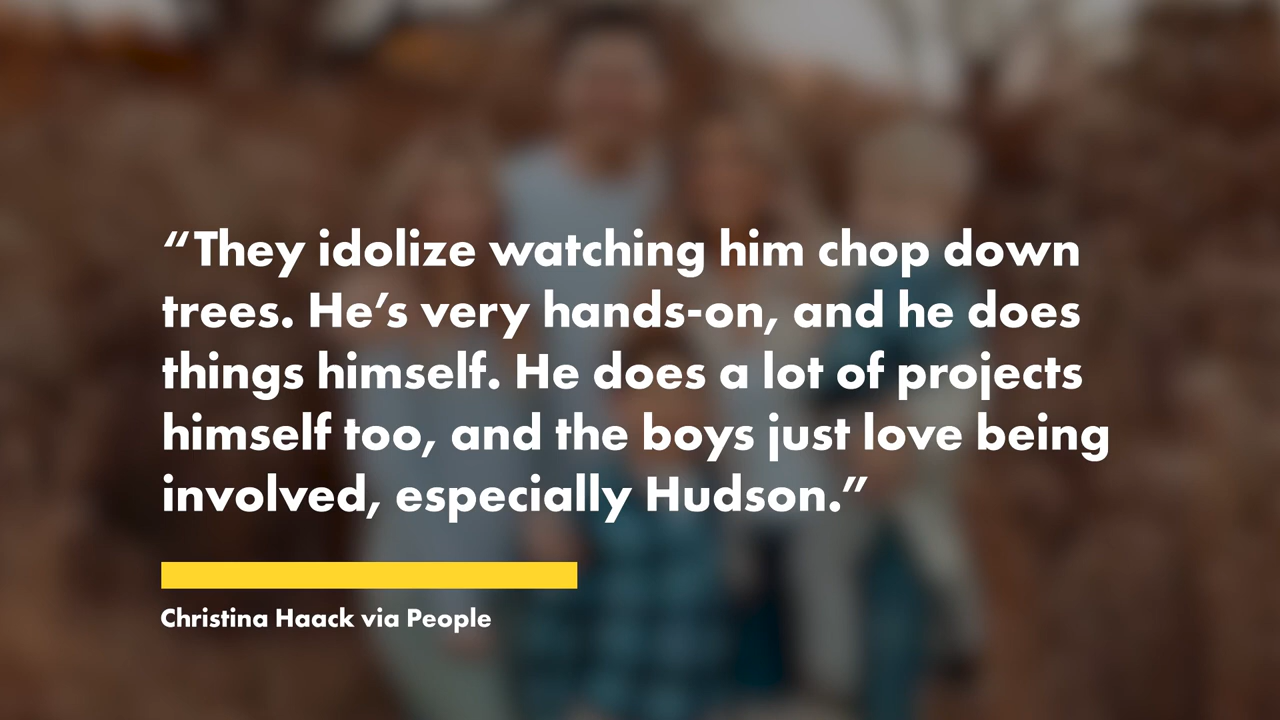 “They idolize watching him chop down
trees. He’s very hands-on, and he does
things himself. He does a lot of projects
himself too, and the boys just love being
involved, especially Hudson.”
Christina Haack via People